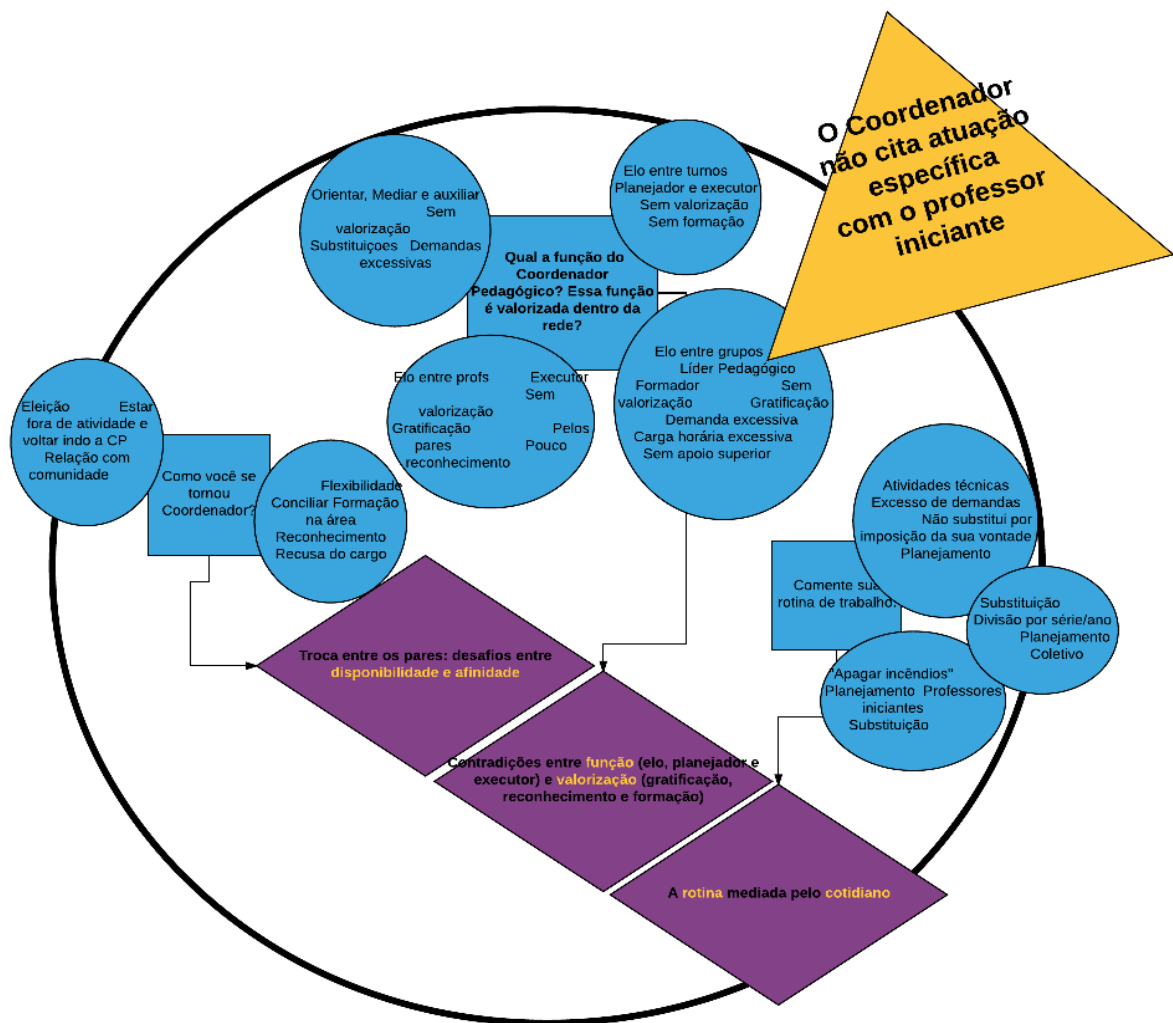 O Coordenador
não cita atuação
específica
com o professor
iniciante
Orientar, Mediar e auxiliar
Sem
valorização
Substituiçoes Demandas
excessivas
Elo entre turnos
Planejador e executor
Sem valorização
Sem formação
Qual a função do
Coordenador
Pedagógico? Essa função
é valorizada dentro da
rede?
Elo entre profs Executor
Sem
valorização
Gratificação Pelos
pares Pouco
reconhecimento
Elo entre grupos
Líder Pedagógico
Formador Sem
valorização Gratificação
Demanda excessiva
Carga horária excessiva
Sem apoio superior
Eleição Estar
fora de atividade e
voltar indo a CP
Relação com
comunidade
Como você se
tornou
Coordenador?
Flexibilidade
Conciliar Formação
na área
Reconhecimento
Recusa do cargo
Atividades técnicas
Excesso de demandas
Não substitui por
imposição da sua vontade
Planejamento
Comente sua
rotina de trabalho.
Substituição
Divisão por série/ano
Planejamento
Coletivo
"Apagar incêndios"
Planejamento Professores
iniciantes
Substituição
Troca entre os pares: desafios entre
disponibilidade e afinidade
Contradições entre função (elo, planejador e
executor) e valorização (gratificação,
reconhecimento e formação)
A rotina mediada pelo cotidiano